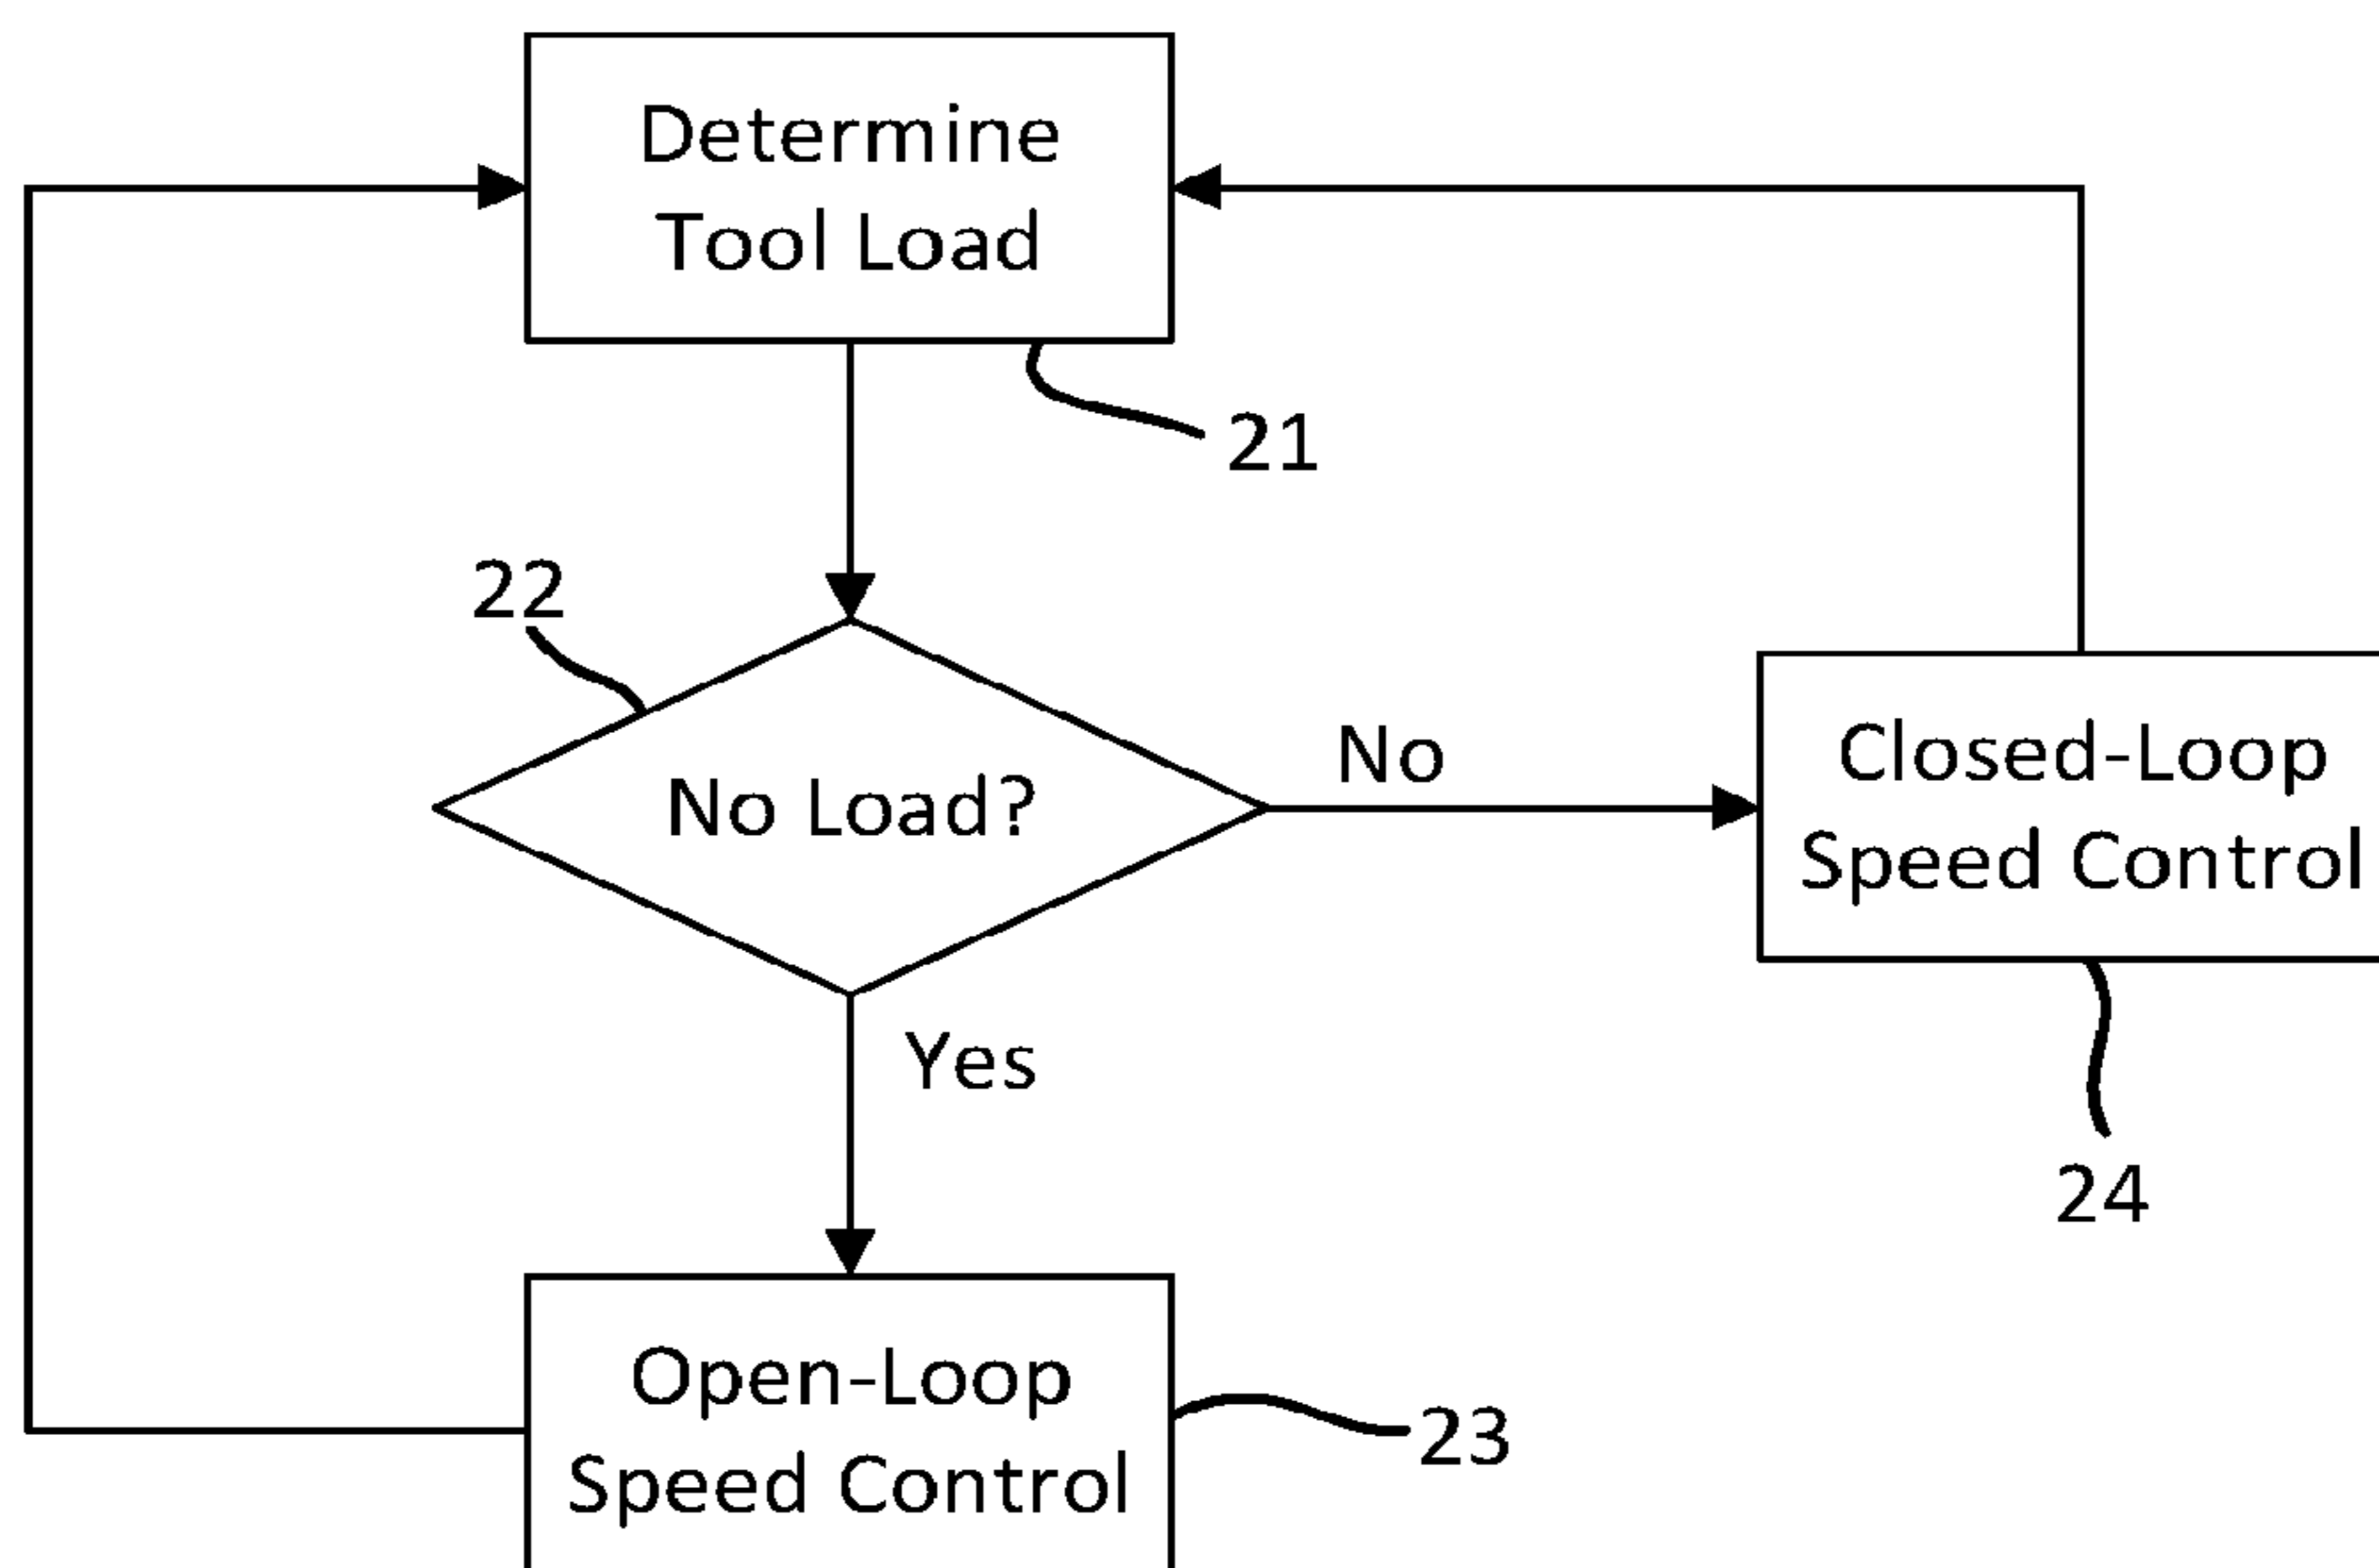 Determine
Tool Load
21
22
No Load?
No
Closed-Loop
Speed Control
Yes
24
Open-Loop
Speed Control
23